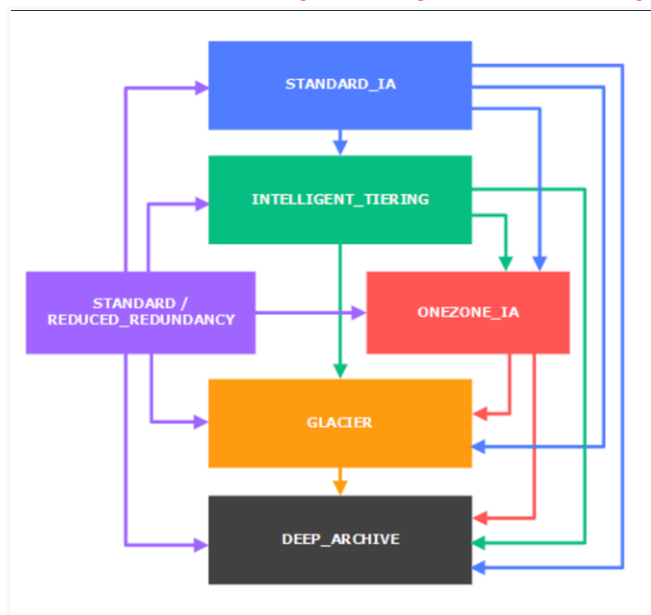 STANDARD_IA
INTELLIGENT_TIERING
STANDARD /
REDUCED_REDUNDANCY
ONEZONE_IA
GLACIER
DEEP_ARCHIVE